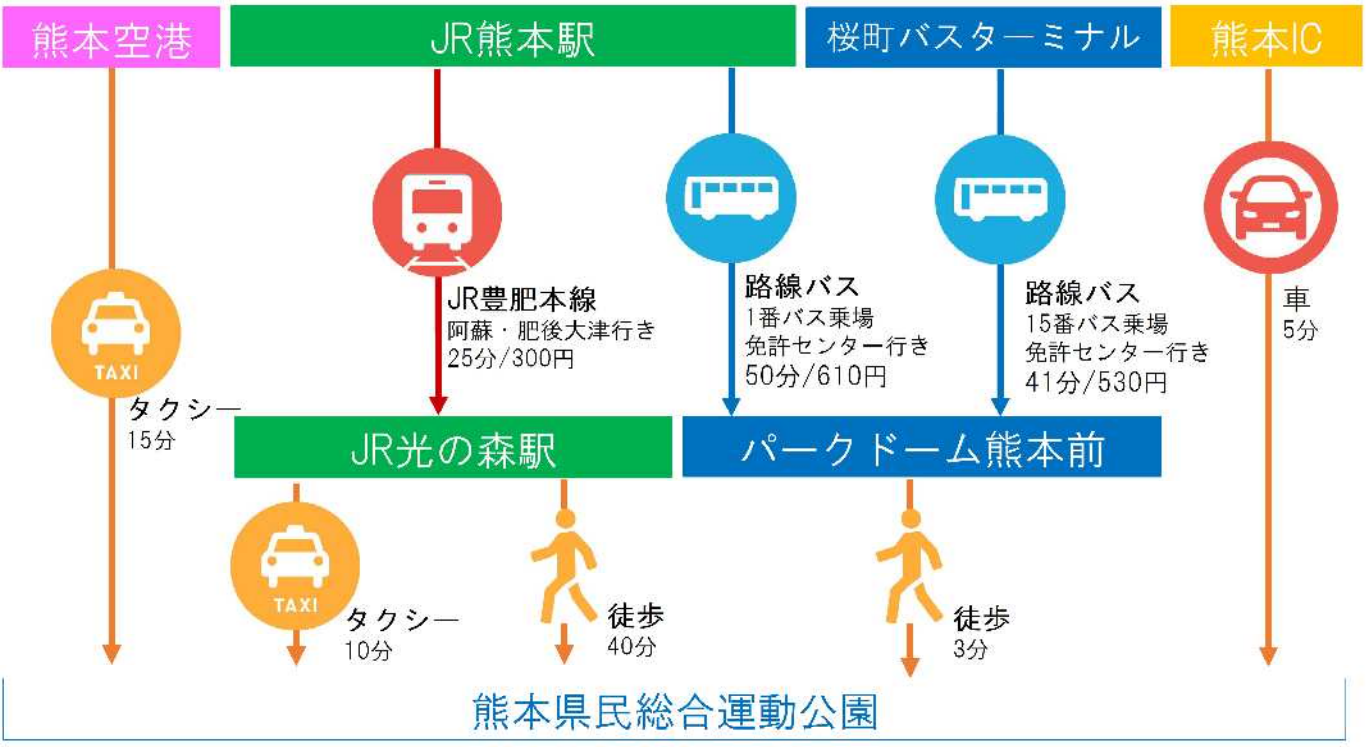 熊本空港
JR熊本駅
桜町バスターミナル
熊本IC
JR豊肥本線
阿蘇・肥後大津行き
25分/300円
路線バス
1番バス乗場
免許センター行き
50分/610円
路線バス
15番バス乗場
免許センター行き
41分/530円
車
5分
TAXI
タクシー
15分
JR光の森駅
パークドーム熊本前
TAXI
タクシー
10分
徒歩
40分
徒歩
3分
熊本県民総合運動公園